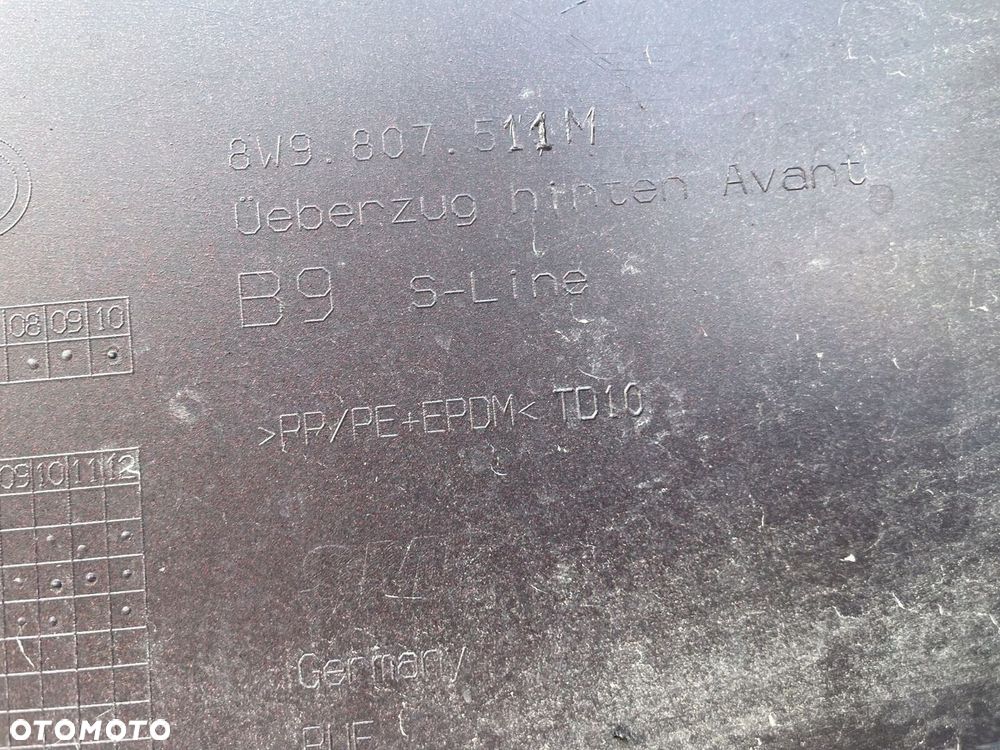 8W9.807.511M
Üeberzug hinten Avant
B9 S-Line
08 09 10
>PP/PE+EPDM< TD10
09 10 11 12
Germany
OTOMOTO